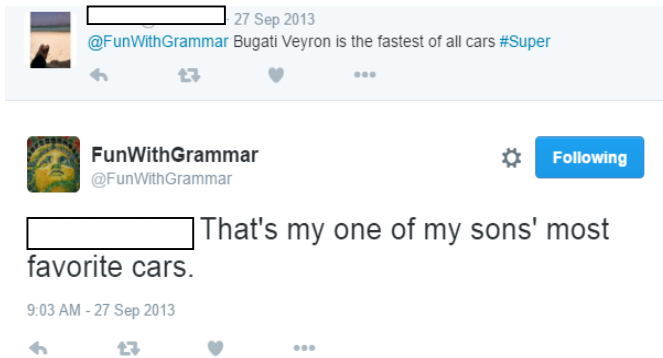 27 Sep 2013
@FunWithGrammar Bugati Veyron is the fastest of all cars #Super
FunWithGrammar
@FunWithGrammar
Following
That's my one of my sons' most
favorite cars.
9:03 AM - 27 Sep 2013